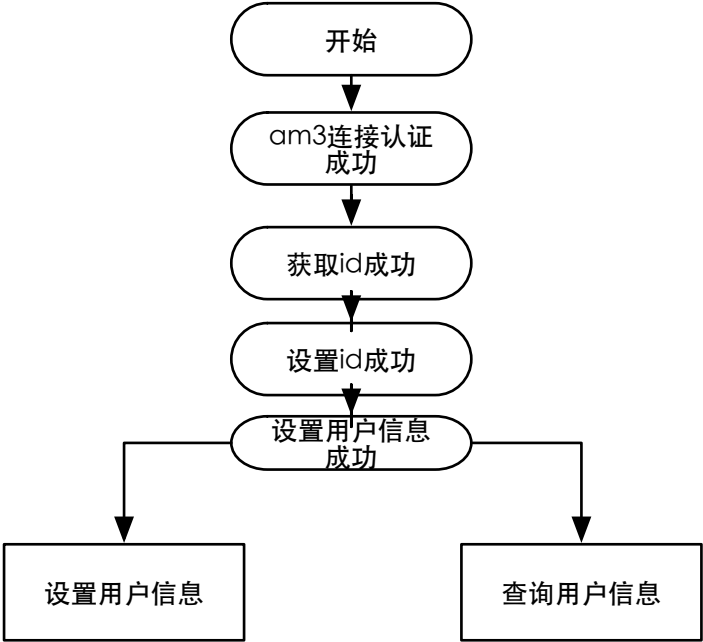 开始
am3连接认证
成功
获取id成功
设置id成功
设置用户信息
成功
设置用户信息
查询用户信息